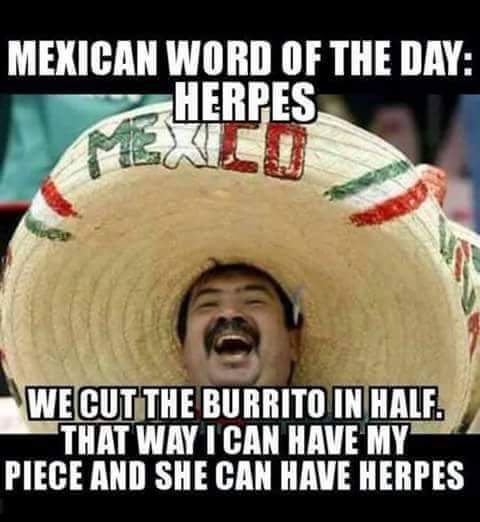 MEXICAN WORD OF THE DAY:
HERPES
MEXICO
WE CUT THE BURRITO IN HALF.
THAT WAY I CAN HAVE MY
PIECE AND SHE CAN HAVE HERPES